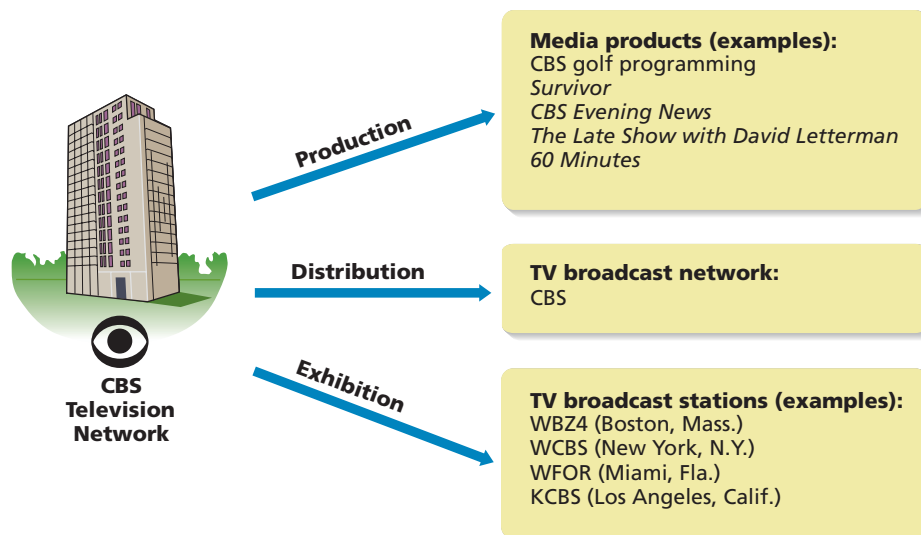 Media products (examples):
CBS golf programming
Survivor
CBS Evening News
The Late Show with David Letterman
60 Minutes
Production
Distribution
TV broadcast network:
CBS
Exhibition
CBS
Television
Network
TV broadcast stations (examples):
WBZ4 (Boston, Mass.)
WCBS (New York, N.Y.)
WFOR (Miami, Fla.)
KCBS (Los Angeles, Calif.)